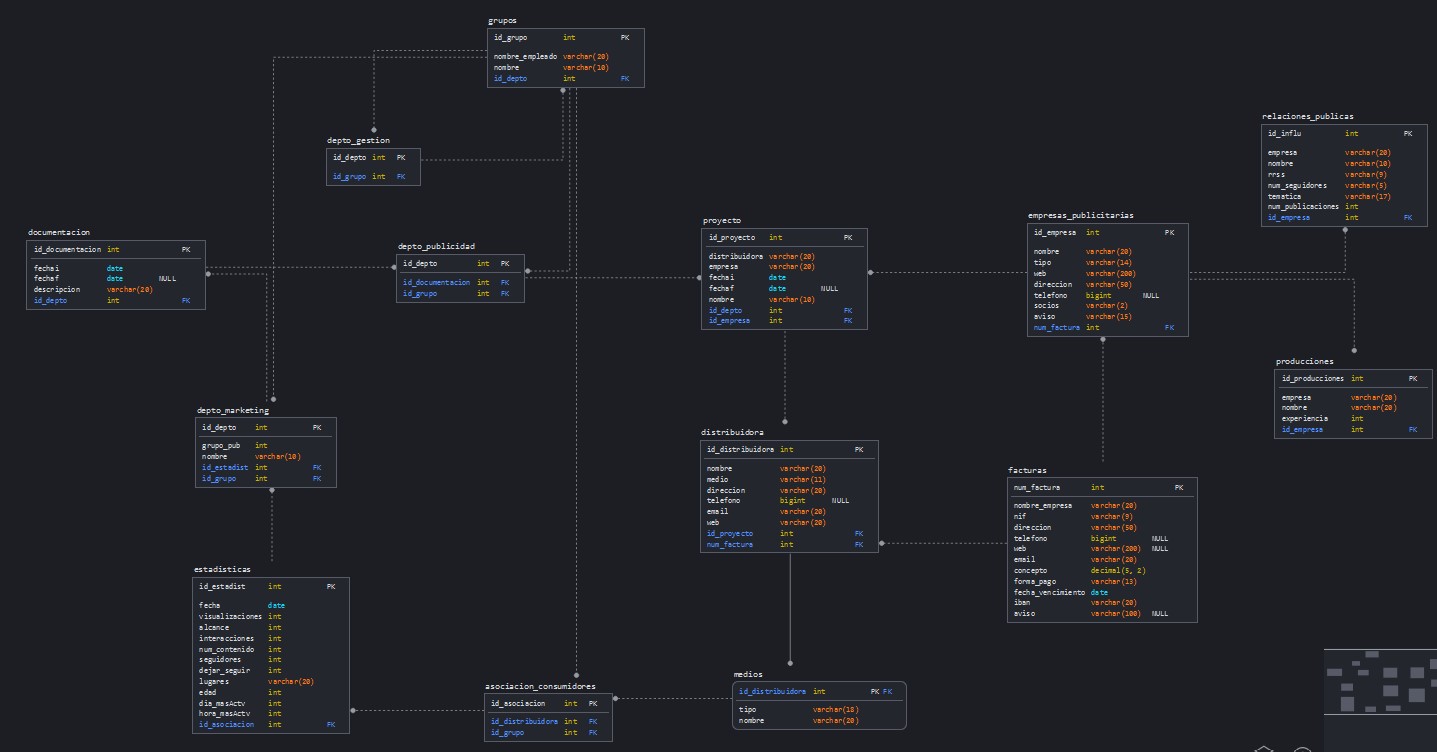 grupos
id_grupo int PK
nombre_empleado varchar(20)
nombre varchar(10)
id_depto int FK
relaciones_publicas
id_influ int PK
empresa varchar(20)
nombre varchar(10)
rrss varchar(9)
num_seguidores varchar(5)
tematica varchar(17)
num_publicaciones int
id_empresa int FK
depto_gestion
id_depto int PK
id_grupo int FK
documentacion
id_documentacion int PK
fechai date
fechaf date NULL
descripcion varchar(20)
id_depto int FK
depto_publicidad
id_depto int PK
id_documentacion int FK
id_grupo int FK
proyecto
id_proyecto int PK
distribuidora varchar(20)
empresa varchar(20)
fechai date
fechaf date NULL
nombre varchar(10)
id_depto int FK
id_empresa int FK
empresas_publicitarias
id_empresa int PK
nombre varchar(20)
tipo varchar(14)
web varchar(200)
direccion varchar(50)
telefono bigint NULL
socios varchar(2)
aviso varchar(15)
num_factura int FK
producciones
id_producciones int PK
empresa varchar(20)
nombre varchar(20)
experiencia int
id_empresa int FK
depto_marketing
id_depto int PK
grupo_pub int
nombre varchar(10)
id_estadist int FK
id_grupo int FK
distribuidora
id_distribuidora int PK
nombre varchar(20)
medio varchar(11)
direccion varchar(20)
telefono bigint NULL
email varchar(20)
web varchar(20)
id_proyecto int FK
num_factura int FK
facturas
num_factura int PK
nombre_empresa varchar(20)
nif varchar(9)
direccion varchar(50)
telefono bigint NULL
web varchar(200) NULL
email varchar(20)
concepto decimal(5, 2)
forma_pago varchar(13)
fecha_vencimiento date
iban varchar(20)
aviso varchar(100) NULL
estadisticas
id_estadist int PK
fecha date
visualizaciones int
alcance int
interacciones int
num_contenido int
seguidores int
dejar_seguir int
lugares varchar(20)
edad int
dia_masActv int
hora_masActv int
id_asociacion int FK
asociacion_consumidores
id_asociacion int PK
id_distribuidora int FK
id_grupo int FK
medios
id_distribuidora int PK FK
tipo varchar(18)
nombre varchar(20)